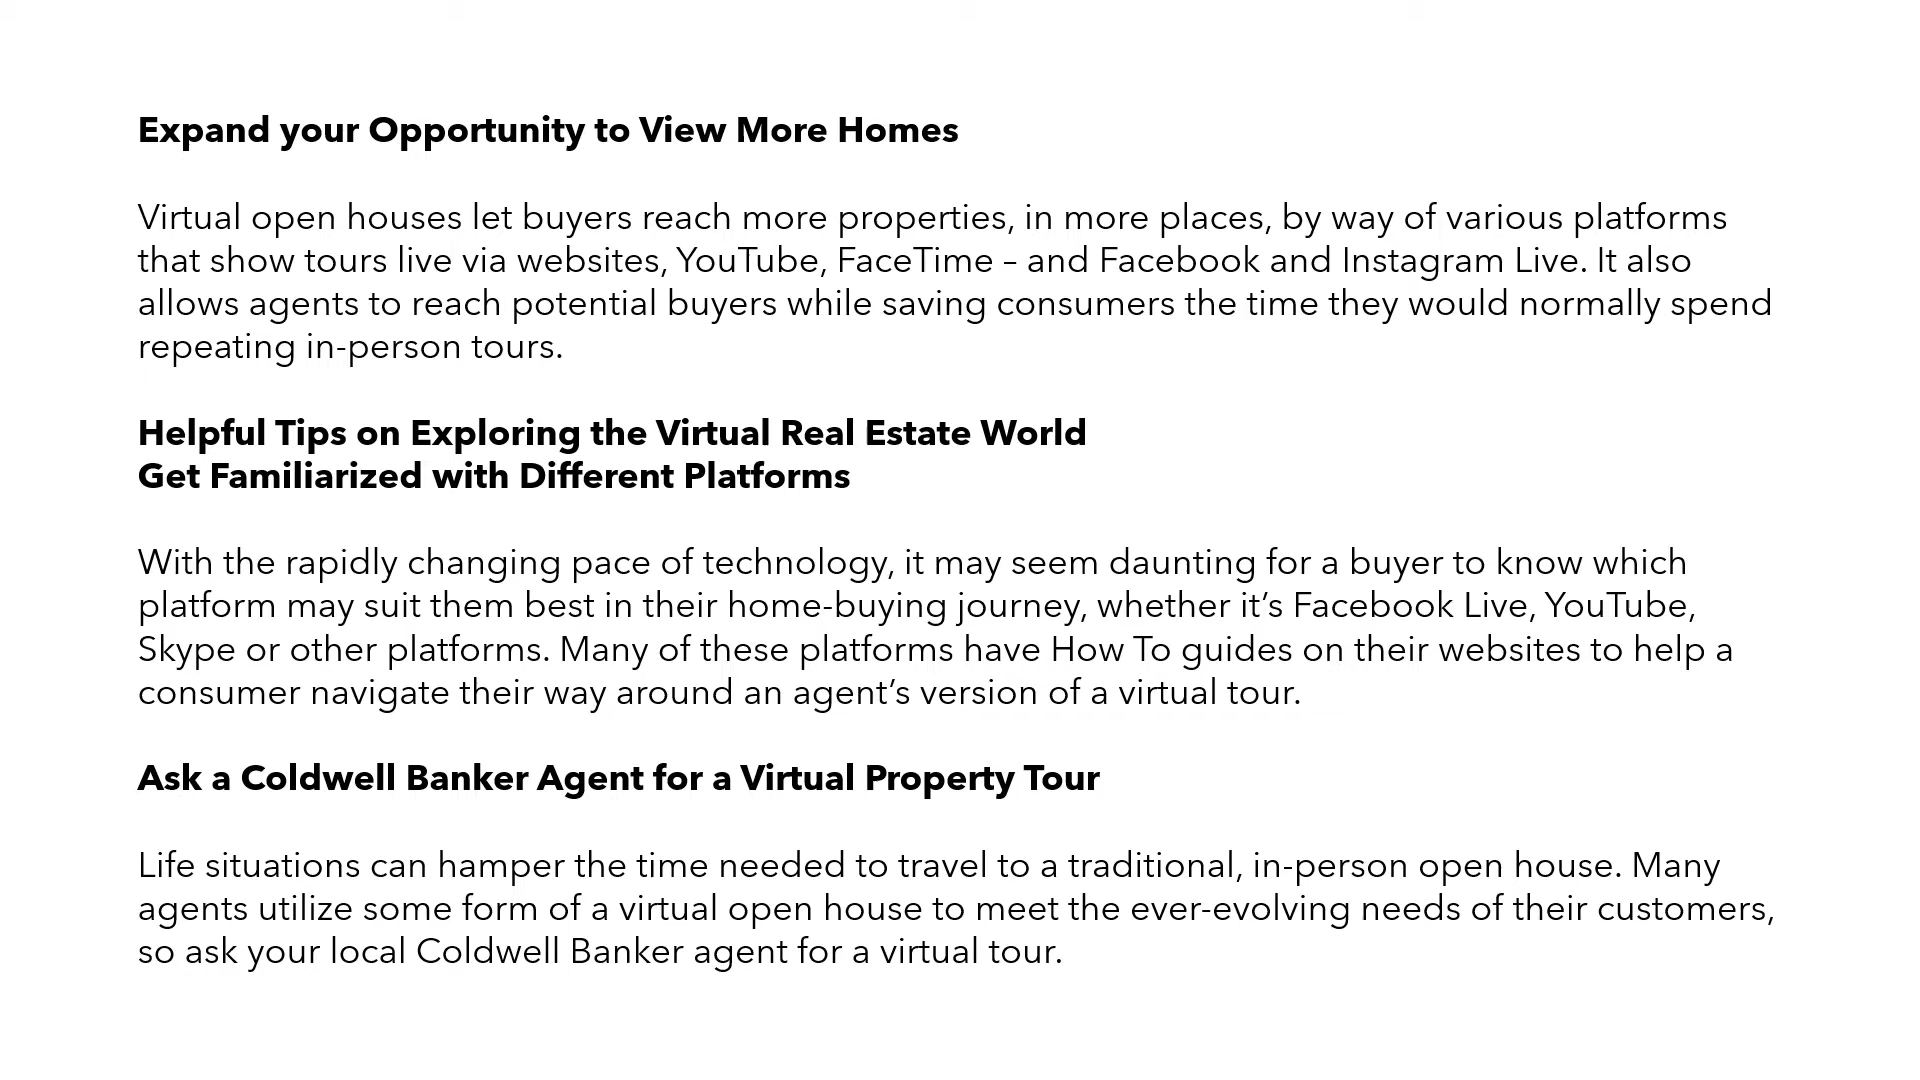 Expand your Opportunity to View More Homes
Virtual open houses let buyers reach more properties, in more places, by way of various platforms
that show tours live via websites, YouTube, FaceTime – and Facebook and Instagram Live. It also
allows agents to reach potential buyers while saving consumers the time they would normally spend
repeating in-person tours.
Helpful Tips on Exploring the Virtual Real Estate World
Get Familiarized with Different Platforms
With the rapidly changing pace of technology, it may seem daunting for a buyer to know which
platform may suit them best in their home-buying journey, whether it’s Facebook Live, YouTube,
Skype or other platforms. Many of these platforms have How To guides on their websites to help a
consumer navigate their way around an agent’s version of a virtual tour.
Ask a Coldwell Banker Agent for a Virtual Property Tour
Life situations can hamper the time needed to travel to a traditional, in-person open house. Many
agents utilize some form of a virtual open house to meet the ever-evolving needs of their customers,
so ask your local Coldwell Banker agent for a virtual tour.